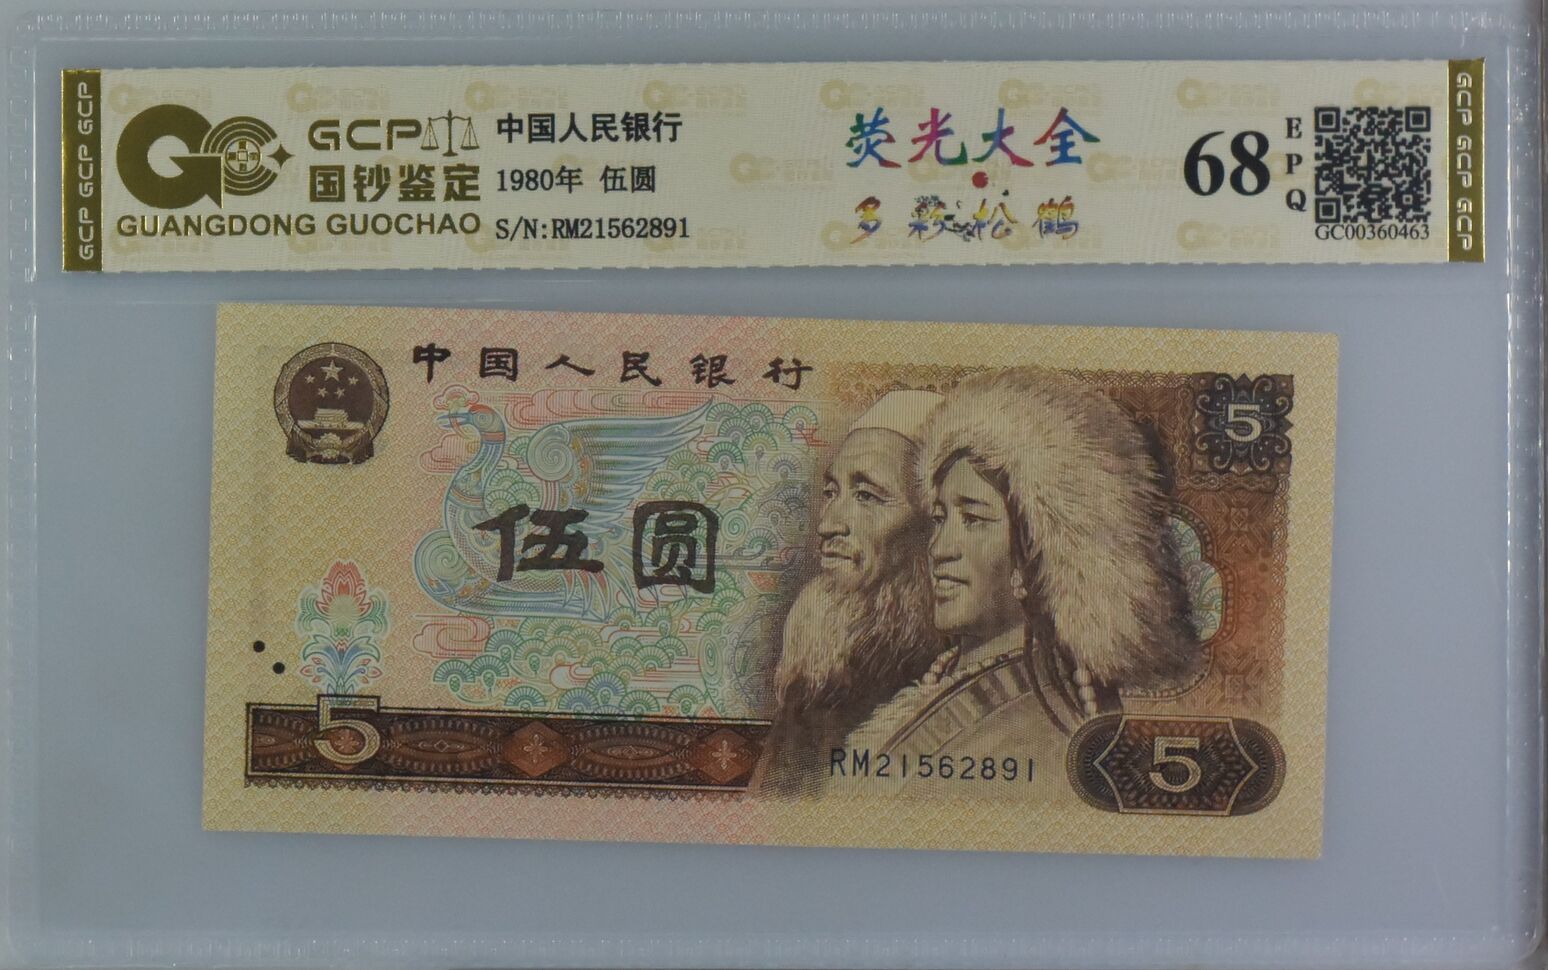 GCP
国钞鉴定
GUANGDONG GUOCHAO
中国人民银行
1980年 伍圆
S/N:RM21562891
荧光大全
多彩松鹤
68
EPQ
GC00360463
GCP GCP GCP
GCP GCP GCP
中国人民银行
5
伍圆
5
RM21562891
5